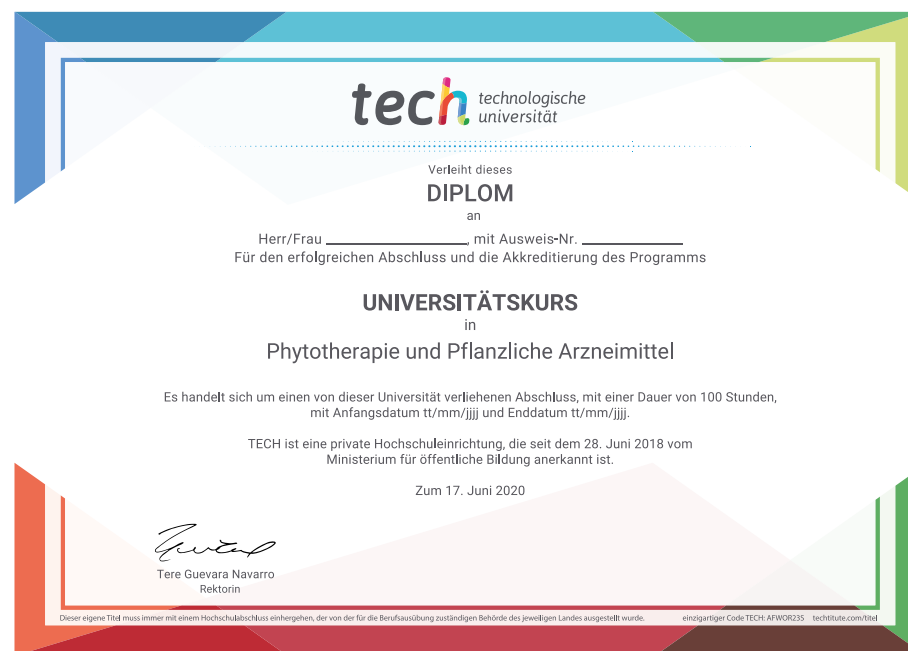 tech technologische
universität
Verleiht dieses
DIPLOM
an
Herr/Frau ____________________, mit Ausweis-Nr. ______________
Für den erfolgreichen Abschluss und die Akkreditierung des Programms
UNIVERSITÄTSKURS
in
Phytotherapie und Pflanzliche Arzneimittel
Es handelt sich um einen von dieser Universität verliehenen Abschluss, mit einer Dauer von 100 Stunden,
mit Anfangsdatum tt/mm/jjjj und Enddatum tt/mm/jjjj.
TECH ist eine private Hochschuleinrichtung, die seit dem 28. Juni 2018 vom
Ministerium für öffentliche Bildung anerkannt ist.
Zum 17. Juni 2020
Tere Guevara Navarro
Rektorin
Dieser eigene Titel muss immer mit einem Hochschulabschluss einhergehen, der von der für die Berufsausübung zuständigen Behörde des jeweiligen Landes ausgestellt wurde. einzigartiger Code TECH: AFWOR235 techtitute.com/titel